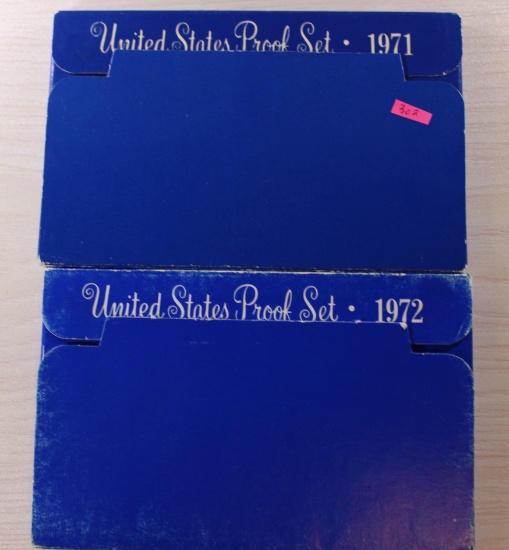 United States Proof Set • 1971
302
United States Proof Set • 1972